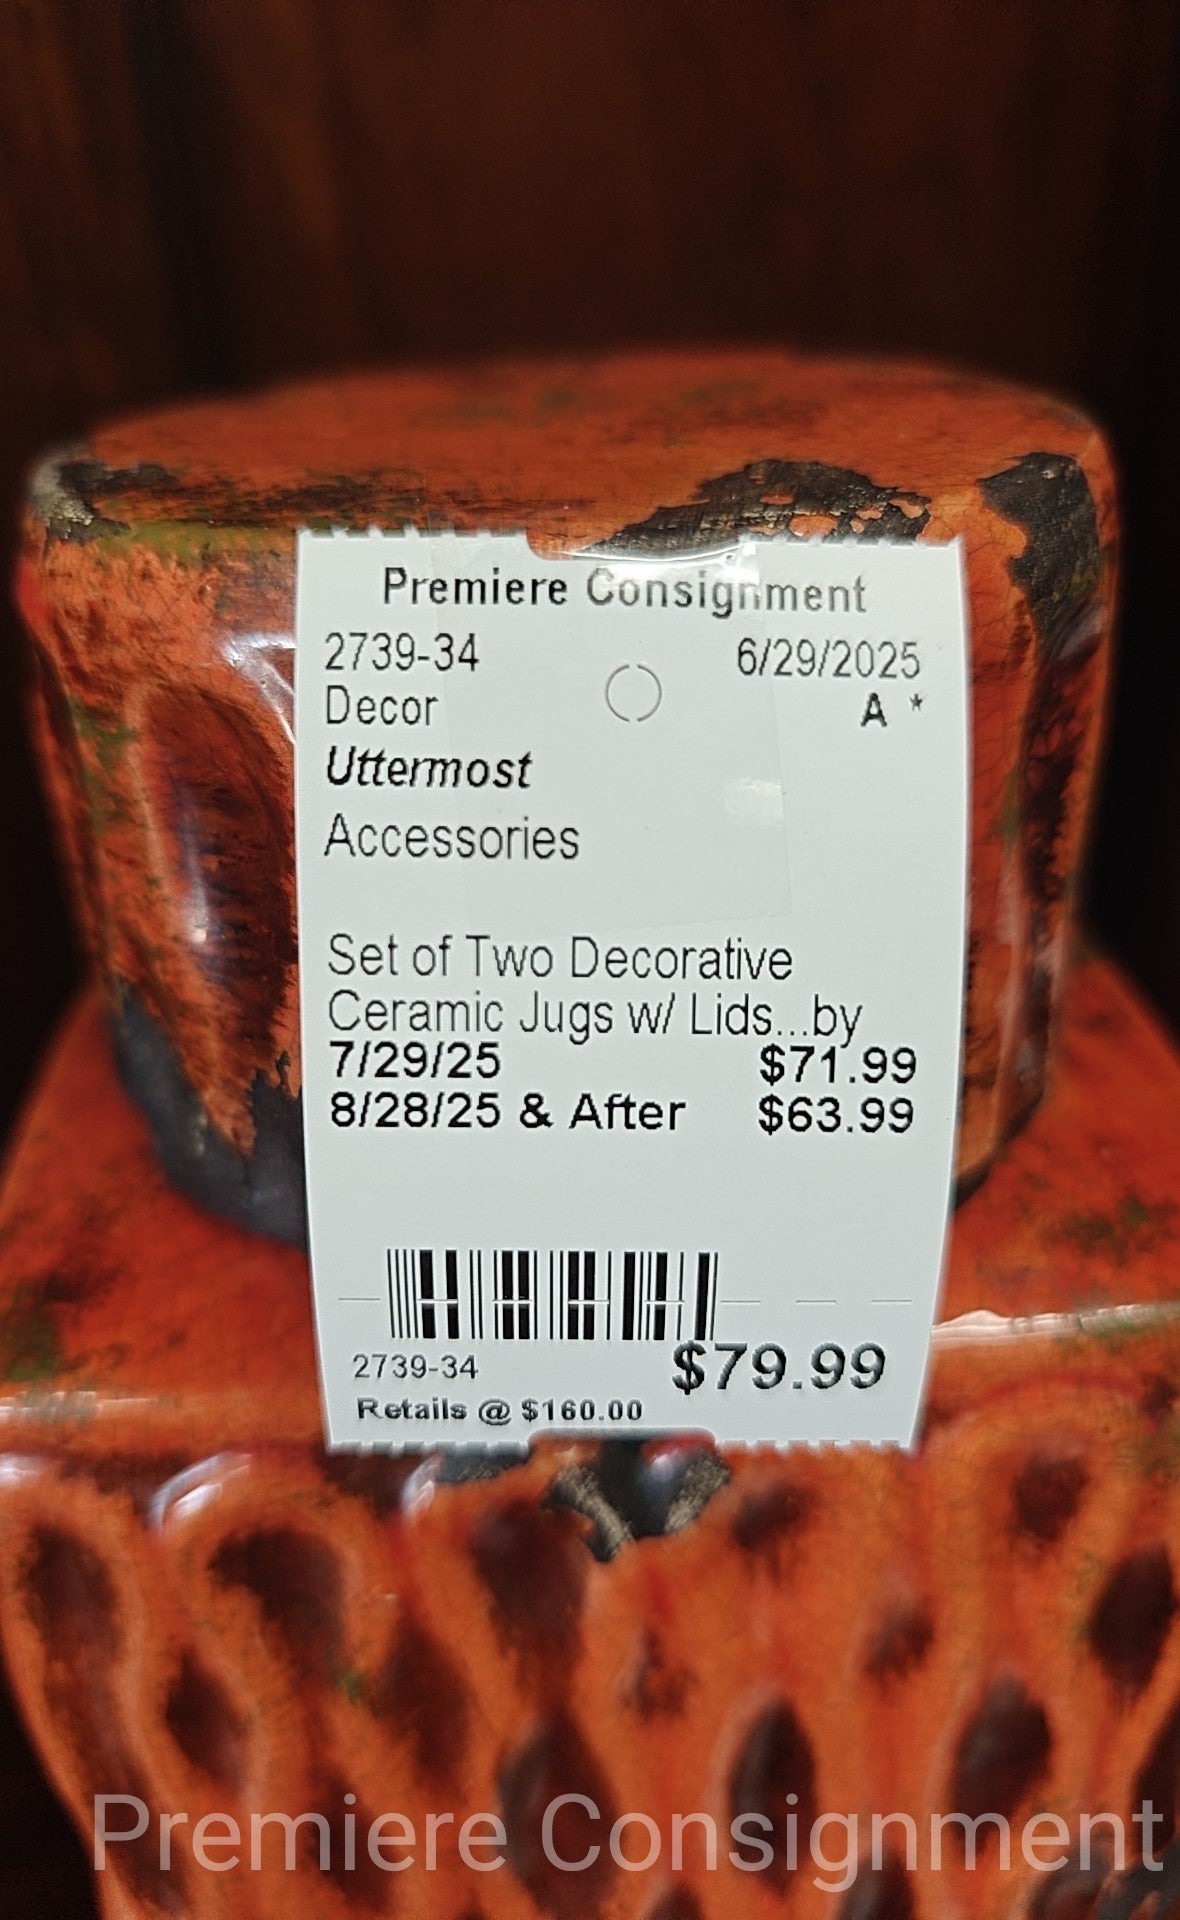 Premiere Consignment
2739-34 6/29/2025
Decor A *
Uttermost
Accessories
Set of Two Decorative
Ceramic Jugs w/ Lids...by
7/29/25 $71.99
8/28/25 & After $63.99
2739-34 $79.99
Retails @ $160.00
Premiere Consignment